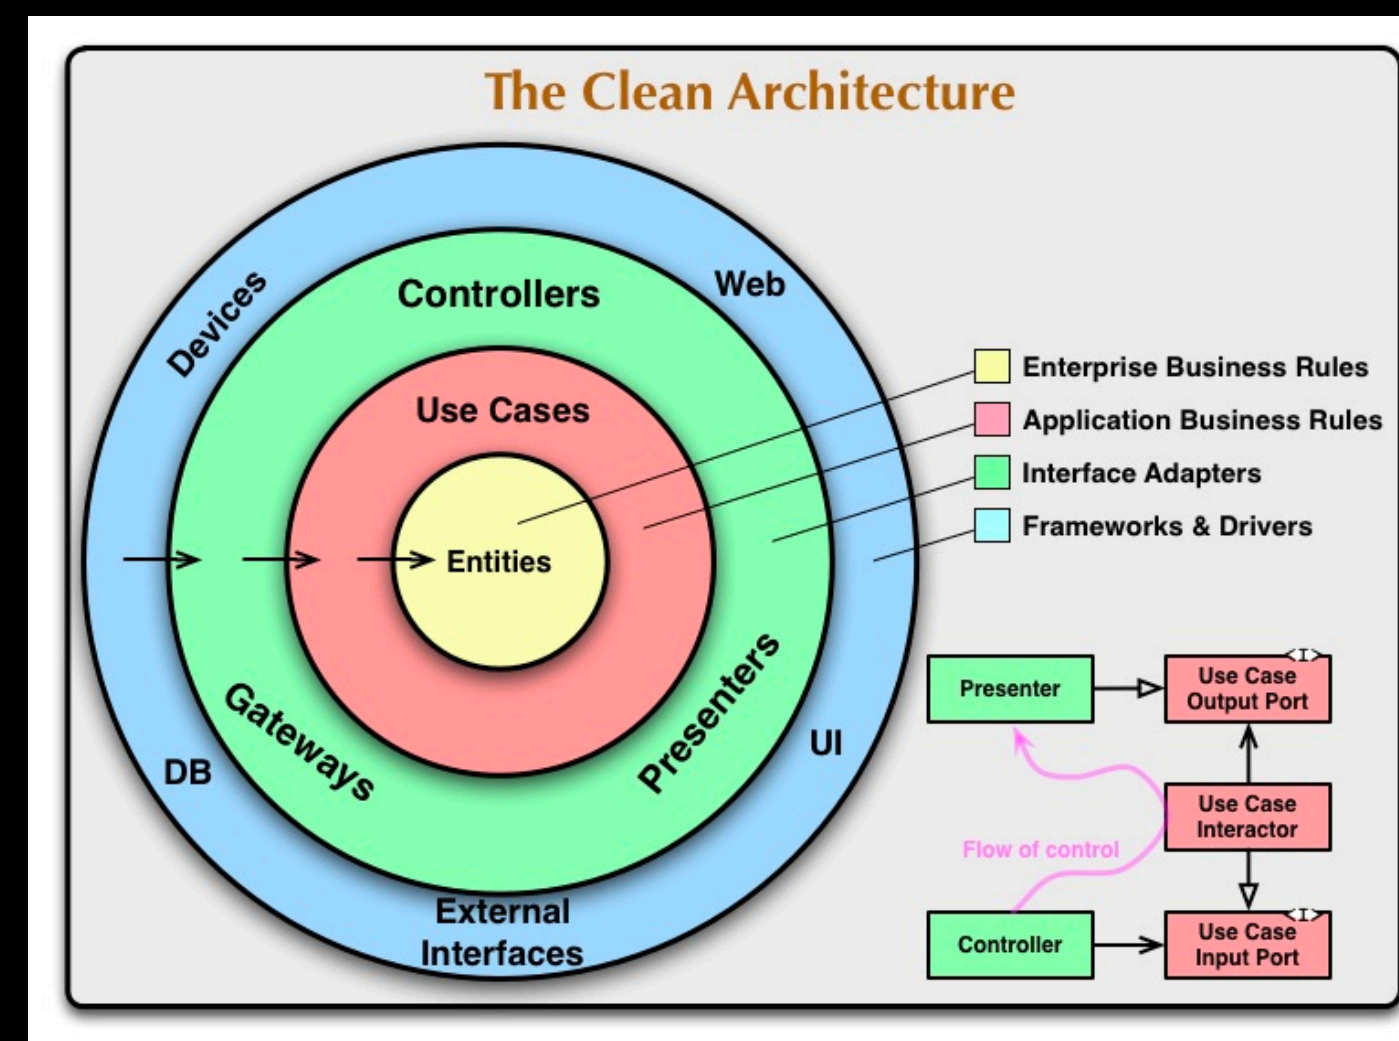 The Clean Architecture
Devices
Controllers
Web
Use Cases
Entities
Gateways
Presenters
DB
UI
External
Interfaces
Enterprise Business Rules
Application Business Rules
Interface Adapters
Frameworks & Drivers
Presenter
<I>
Use Case
Output Port
Use Case
Interactor
Flow of control
Controller
<I>
Use Case
Input Port